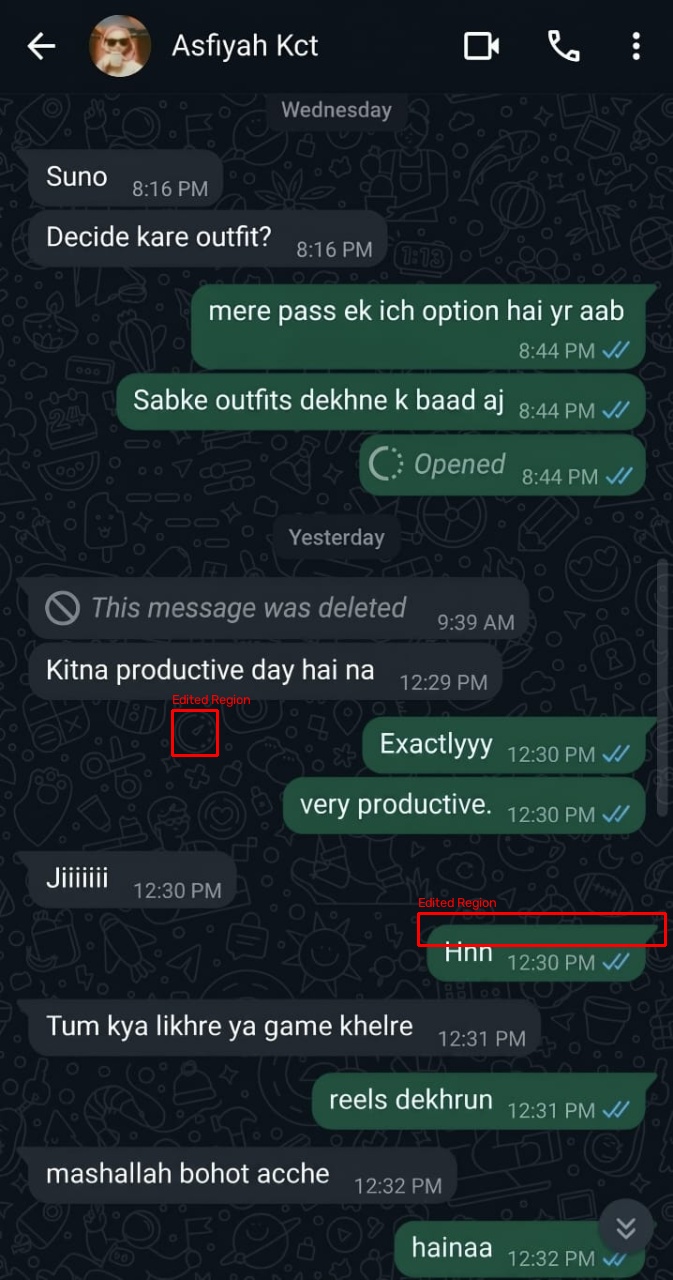 Asfiyah Kct
Wednesday
Suno 8:16 PM
Decide kare outfit? 8:16 PM
mere pass ek ich option hai yr aab
8:44 PM
Sabke outfits dekhne k baad aj 8:44 PM
Opened 8:44 PM
Yesterday
This message was deleted 9:39 AM
Kitna productive day hai na 12:29 PM
Edited Region
Exactlyyy 12:30 PM
very productive. 12:30 PM
Jiiiiiii 12:30 PM
Edited Region
Hnn 12:30 PM
Tum kya likhre ya game khelre 12:31 PM
reels dekhrun 12:31 PM
mashallah bohot acche 12:32 PM
hainaa 12:32 PM